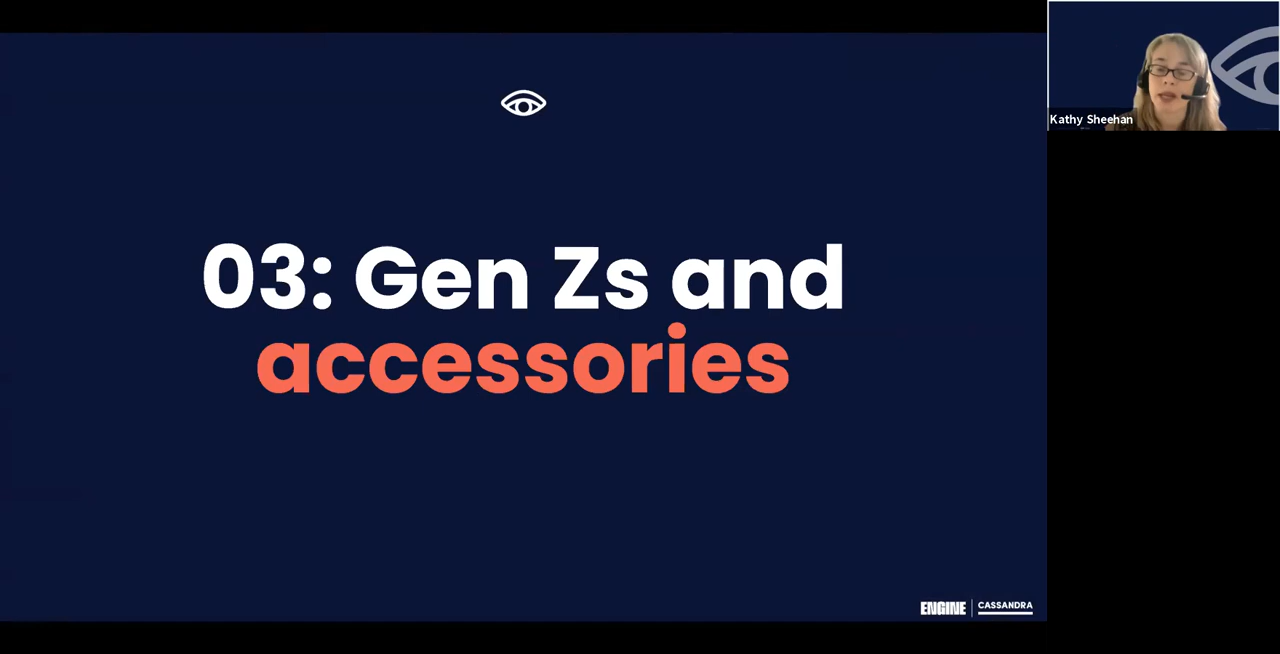 Kathy Sheehan
03: Gen Zs and
accessories
ENGINE
CASSANDRA